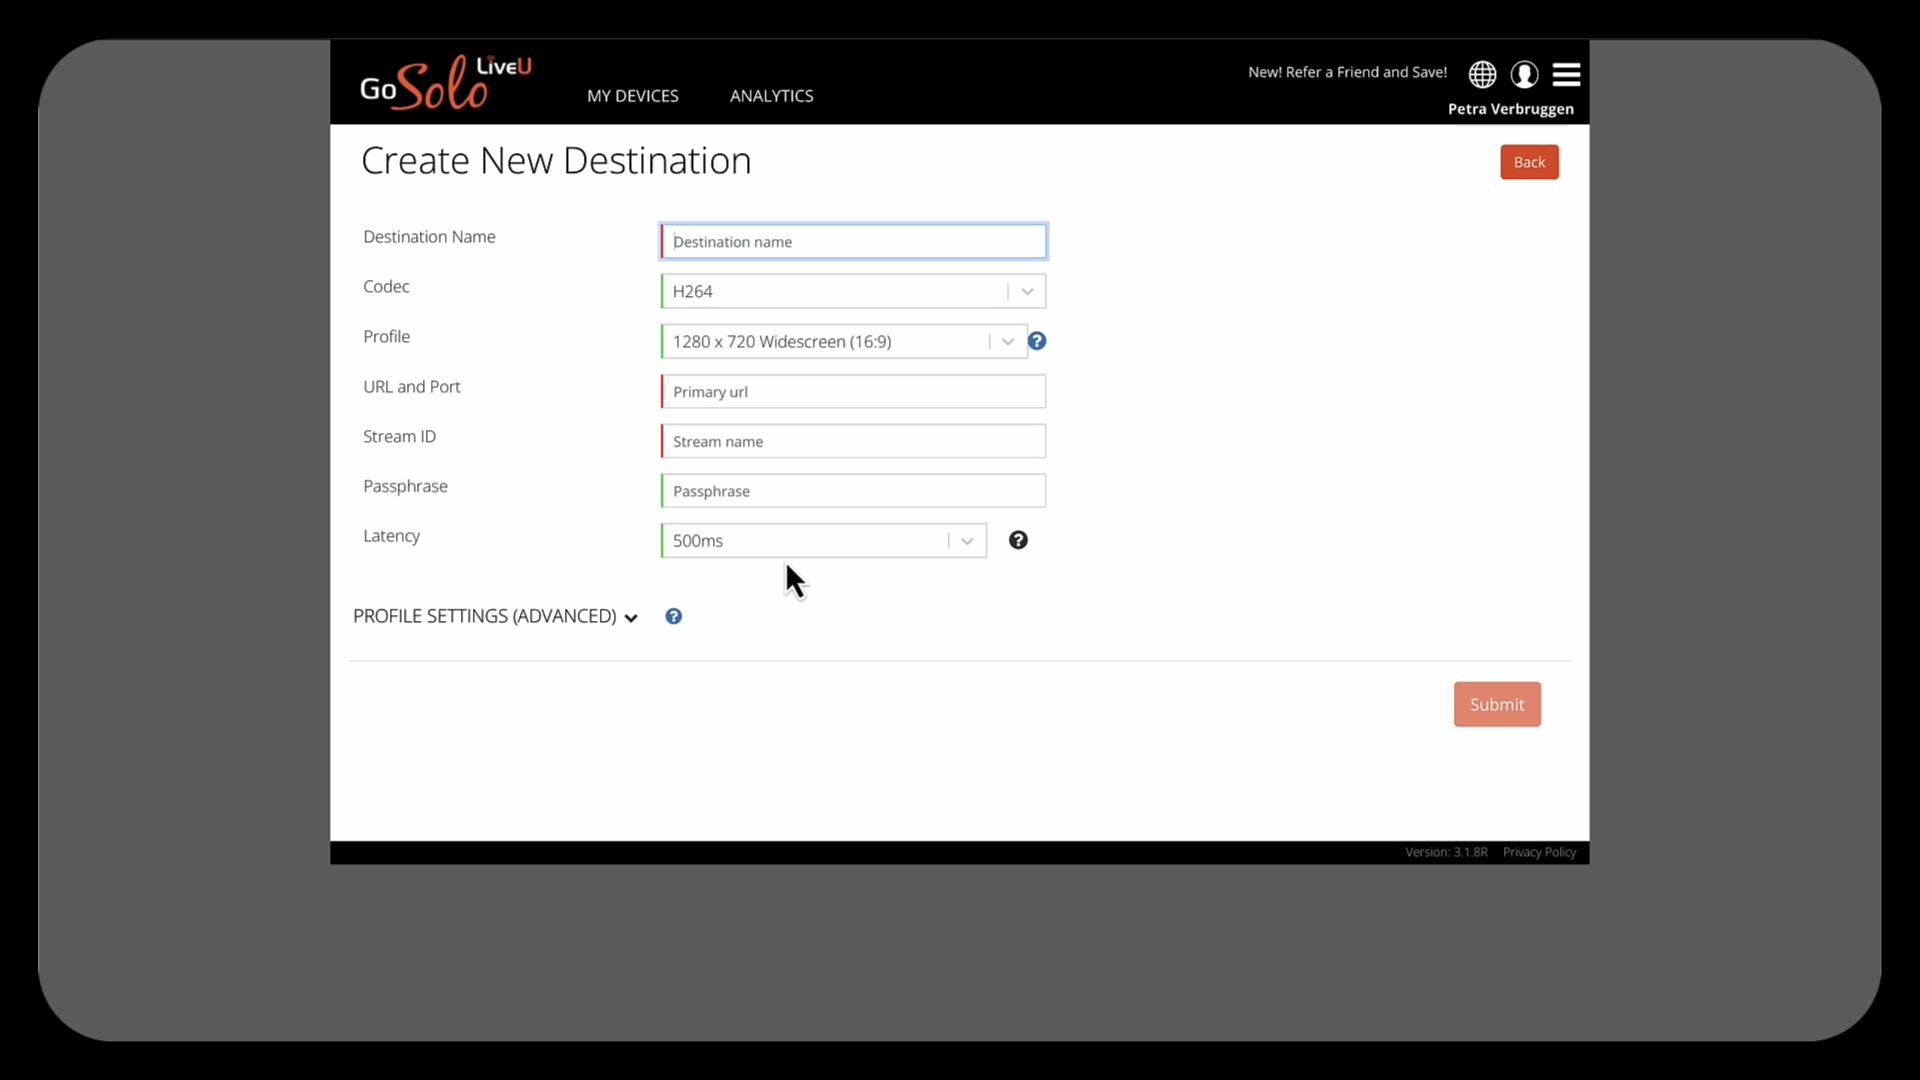 Go Solo LiveU
MY DEVICES
ANALYTICS
New! Refer a Friend and Save!
Petra Verbruggen
Create New Destination
Back
Destination Name
Destination name
Codec
H264
Profile
1280 x 720 Widescreen (16:9)
?
URL and Port
Primary url
Stream ID
Stream name
Passphrase
Passphrase
Latency
500ms
?
PROFILE SETTINGS (ADVANCED)
?
Submit
Version: 3.1.8R
Privacy Policy